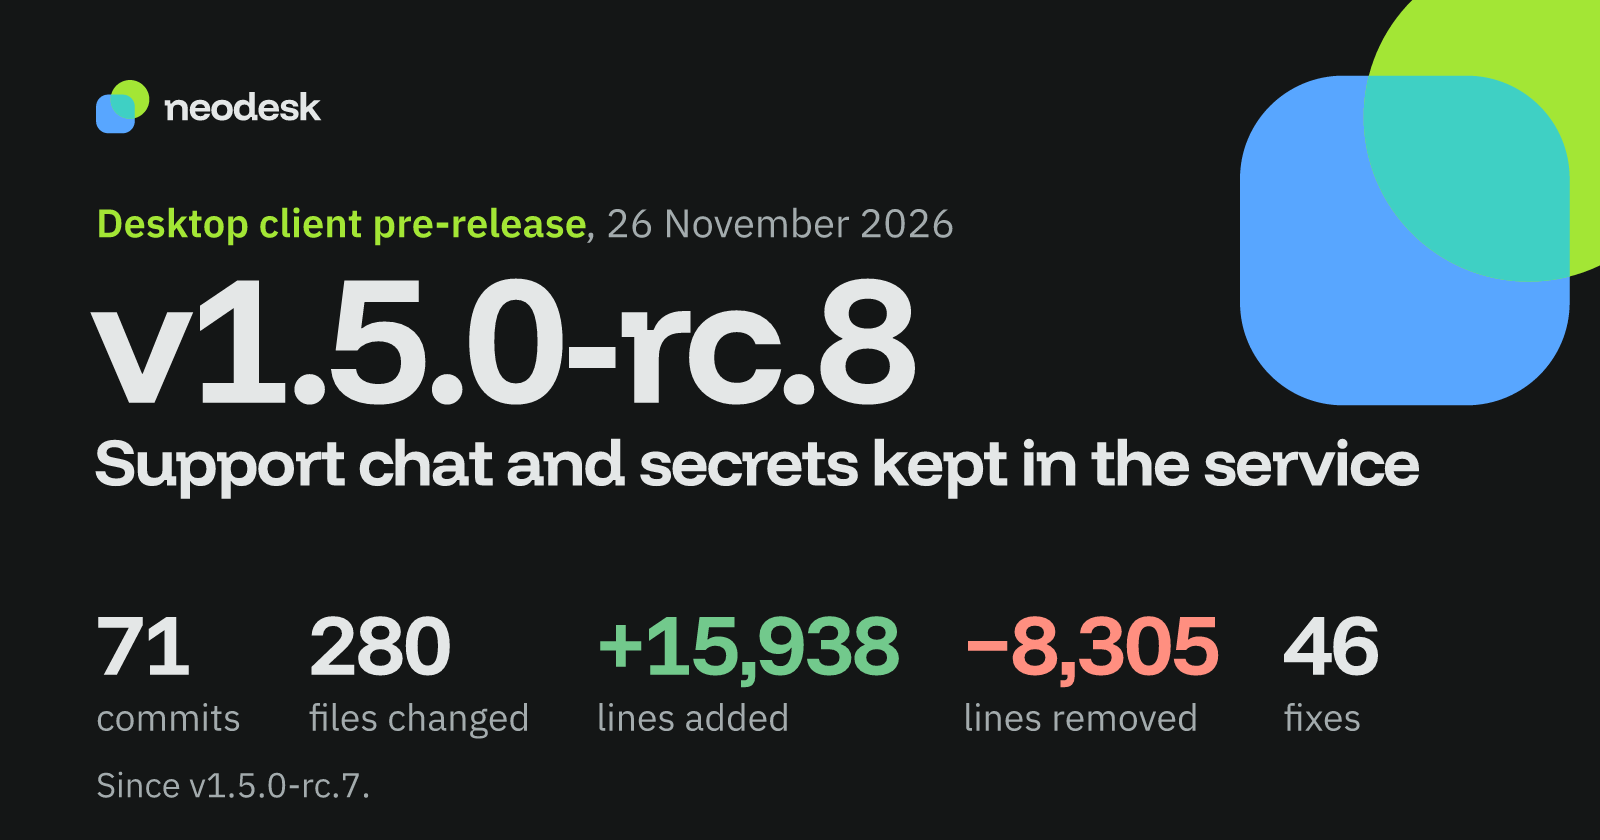 neodesk
Desktop client pre-release, 26 November 2026
v1.5.0-rc.8
Support chat and secrets kept in the service
71 280 +15,938 −8,305 46
commits files changed lines added lines removed fixes
Since v1.5.0-rc.7.